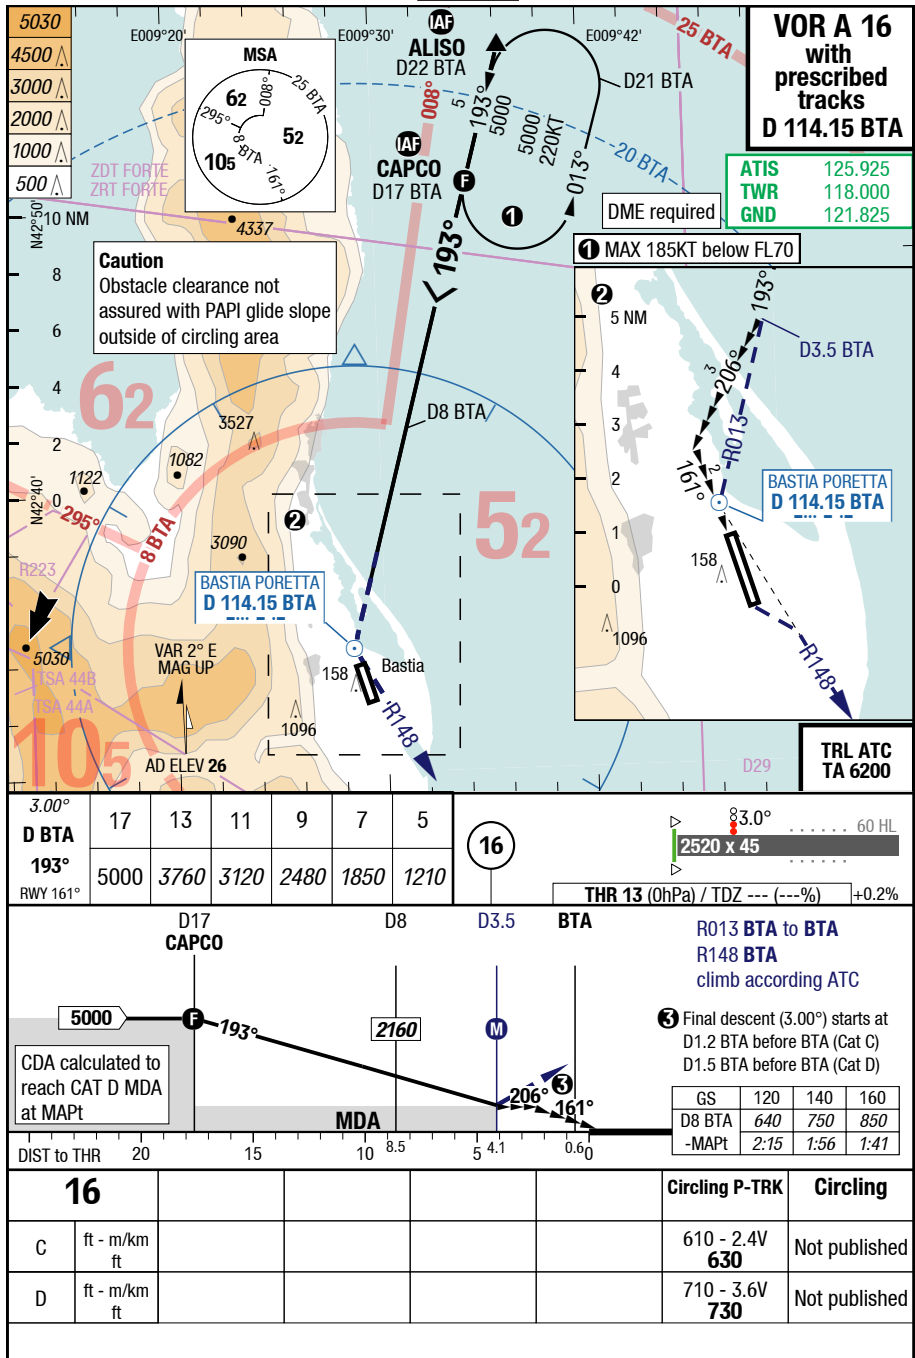 5030
4500
3000
2000
1000
500
E009°20'
E009°30'
E009°42'
MSA
62
52
105
008°
295°
161°
25 BTA
8 BTA
IAF
ALISO
D22 BTA
IAF
CAPCO
D17 BTA
008°
25 BTA
5
193°
5000
5000
220KT
013°
D21 BTA
20 BTA
F
1
193°
VOR A 16
with
prescribed
tracks
D 114.15 BTA
ATIS 125.925
TWR 118.000
GND 121.825
DME required
1 MAX 185KT below FL70
ZDT FORTE
ZRT FORTE
N42°50'
10 NM
8
6
4
2
0
N42°40'
4337
Caution
Obstacle clearance not
assured with PAPI glide slope
outside of circling area
62
52
105
3527
1082
1122
295°
8 BTA
3090
R223
5030
TSA 44B
TSA 44A
D8 BTA
2
BASTIA PORETTA
D 114.15 BTA
VAR 2° E
MAG UP
AD ELEV 26
158
Bastia
1096
R148
2
5 NM
4
3
2
1
0
193°
D3.5 BTA
3
206°
R013
2
161°
BASTIA PORETTA
D 114.15 BTA
158
1096
R148
D29
TRL ATC
TA 6200
3.00°
D BTA 17 13 11 9 7 5
193° 5000 3760 3120 2480 1850 1210
RWY 161°
16
3.0°
60 HL
2520 x 45
THR 13 (0hPa) / TDZ --- (---%) +0.2%
D17
CAPCO
D8
D3.5
BTA
R013 BTA to BTA
R148 BTA
climb according ATC
5000
F
193°
2160
M
CDA calculated to
reach CAT D MDA
at MAPt
MDA
206°
3
161°
3 Final descent (3.00°) starts at
D1.2 BTA before BTA (Cat C)
D1.5 BTA before BTA (Cat D)
GS 120 140 160
D8 BTA 640 750 850
-MAPt 2:15 1:56 1:41
DIST to THR 20 15 10 8.5 5 4.1 0.6 0
16 Circling P-TRK Circling
C ft - m/km 610 - 2.4V Not published
ft 630
D ft - m/km 710 - 3.6V Not published
ft 730